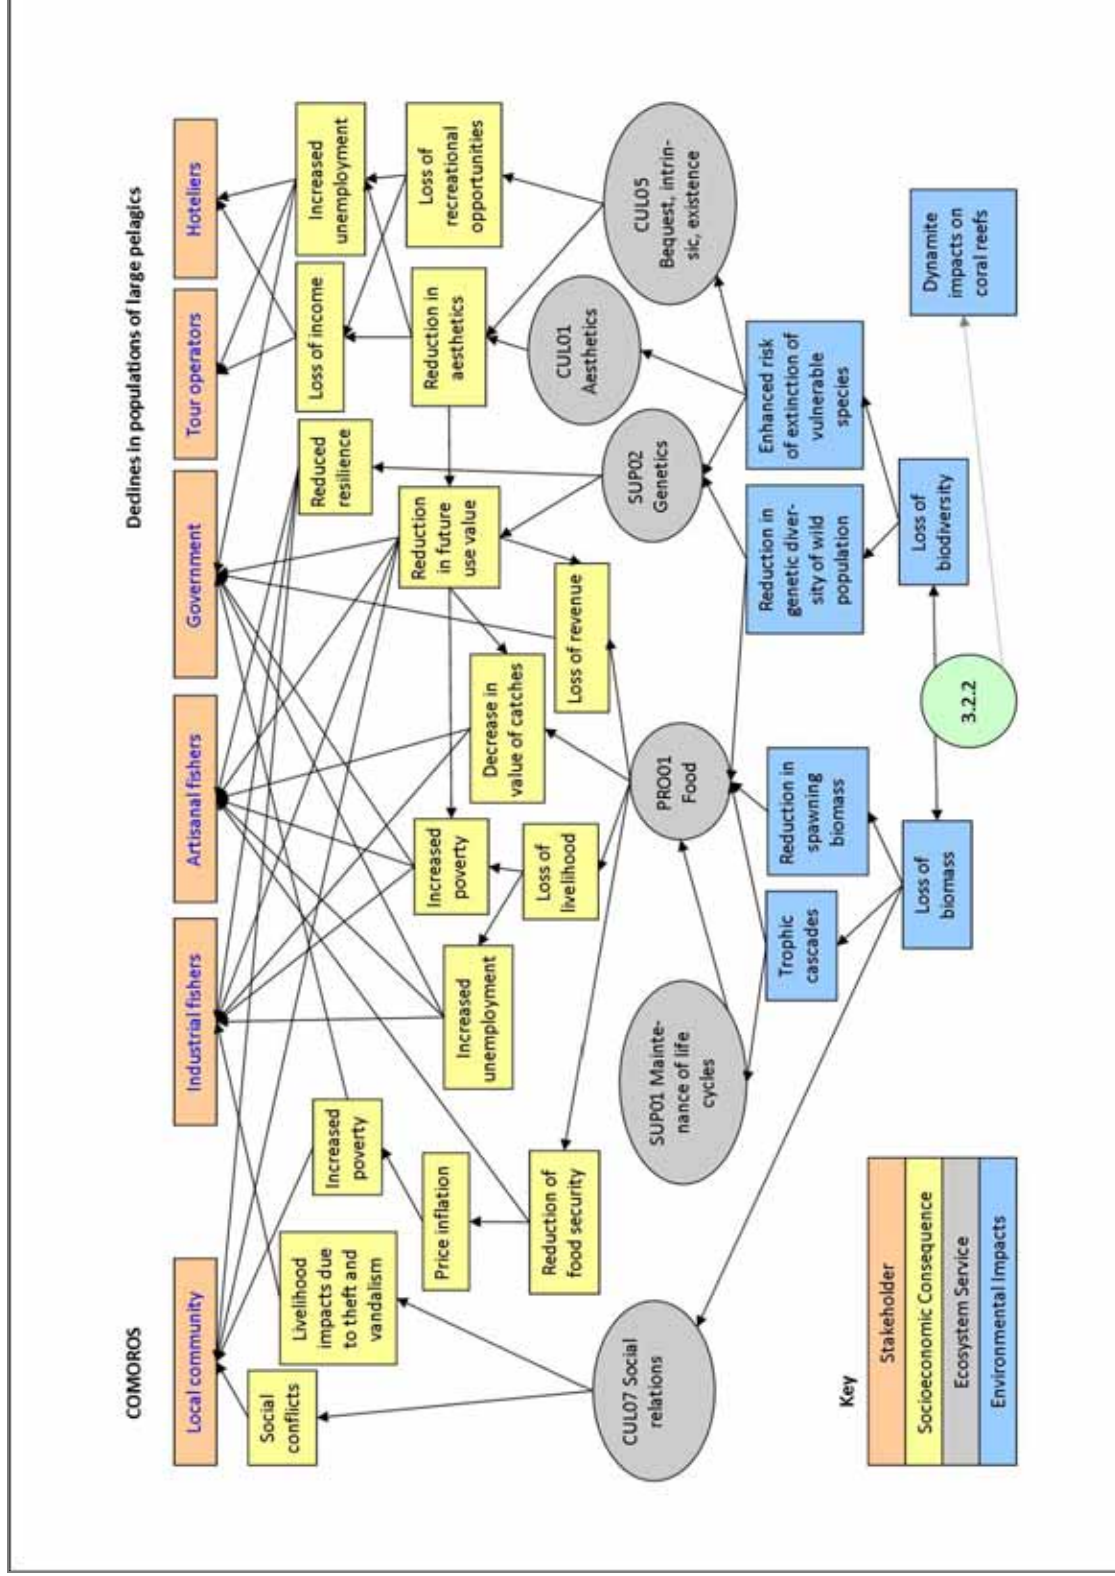 COMOROS
Declines in populations of large pelagics
Local community
Industrial fishers
Artisanal fishers
Government
Tour operators
Hoteliers
Social
conflicts
Livelihood
impacts due
to theft and
vandalism
Increased
poverty
Price inflation
Reduction of
food security
Increased
unemployment
Increased
poverty
Loss of
livelihood
Decrease in
value of catches
Loss of revenue
Reduction
in future
use value
Reduced
resilience
Loss of income
Reduction in
aesthetics
Increased
unemployment
Loss of
recreational
opportunities
CUL07 Social
relations
SUP01 Mainte-
nance of life
cycles
PRO01
Food
SUP02
Genetics
CUL01
Aesthetics
CUL05
Bequest, intrin-
sic, existence
Trophic
cascades
Reduction in
spawning
biomass
Reduction in
genetic diver-
sity of wild
population
Enhanced risk
of extinction of
vulnerable
species
Loss of
biomass
3.2.2
Loss of
biodiversity
Dynamite
impacts on
coral reefs
Key
Stakeholder
Socioeconomic Consequence
Ecosystem Service
Environmental Impacts